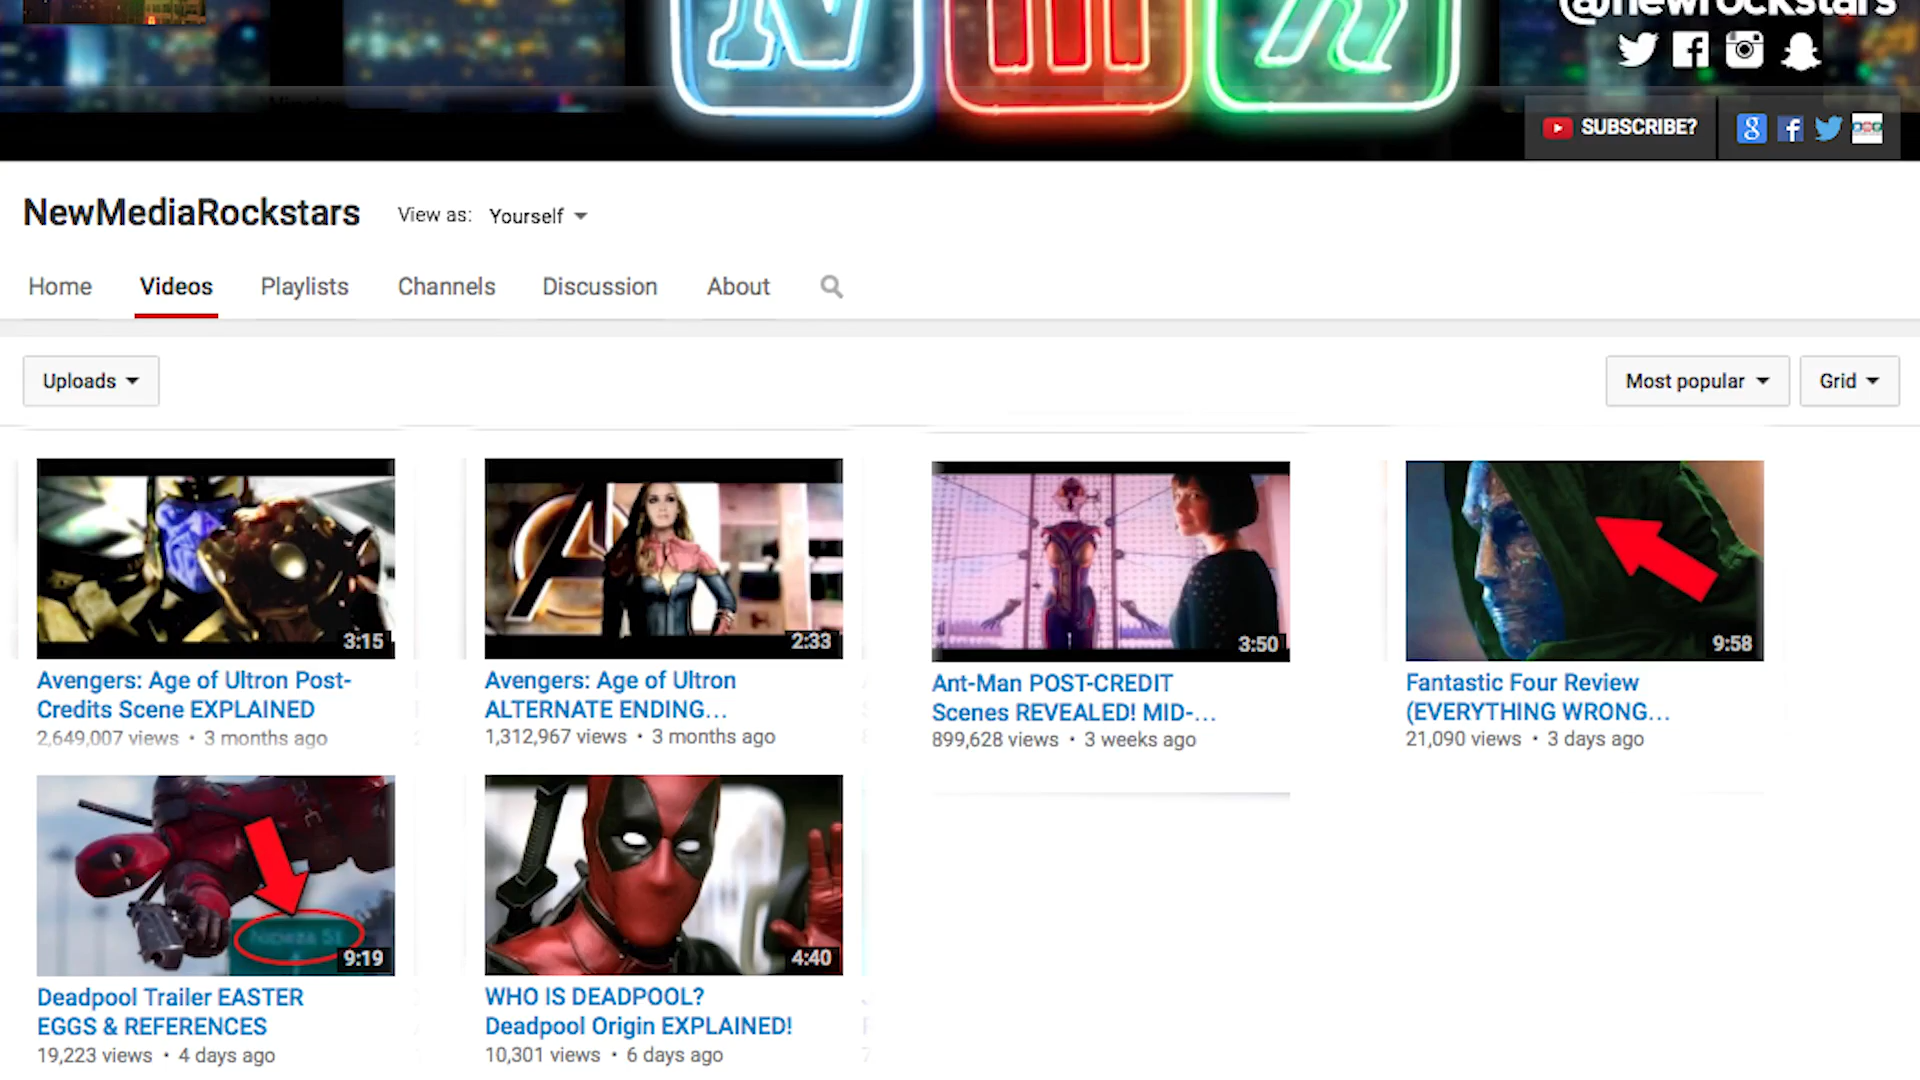 @newrockstars
SUBSCRIBE?
NewMediaRockstars
View as: Yourself
Home Videos Playlists Channels Discussion About
Uploads
Most popular Grid
3:15
Avengers: Age of Ultron Post-
Credits Scene EXPLAINED
2,649,007 views • 3 months ago
2:33
Avengers: Age of Ultron
ALTERNATE ENDING...
1,312,967 views • 3 months ago
3:50
Ant-Man POST-CREDIT
Scenes REVEALED! MID-...
899,628 views • 3 weeks ago
9:58
Fantastic Four Review
(EVERYTHING WRONG...
21,090 views • 3 days ago
9:19
Deadpool Trailer EASTER
EGGS & REFERENCES
19,223 views • 4 days ago
4:40
WHO IS DEADPOOL?
Deadpool Origin EXPLAINED!
10,301 views • 6 days ago